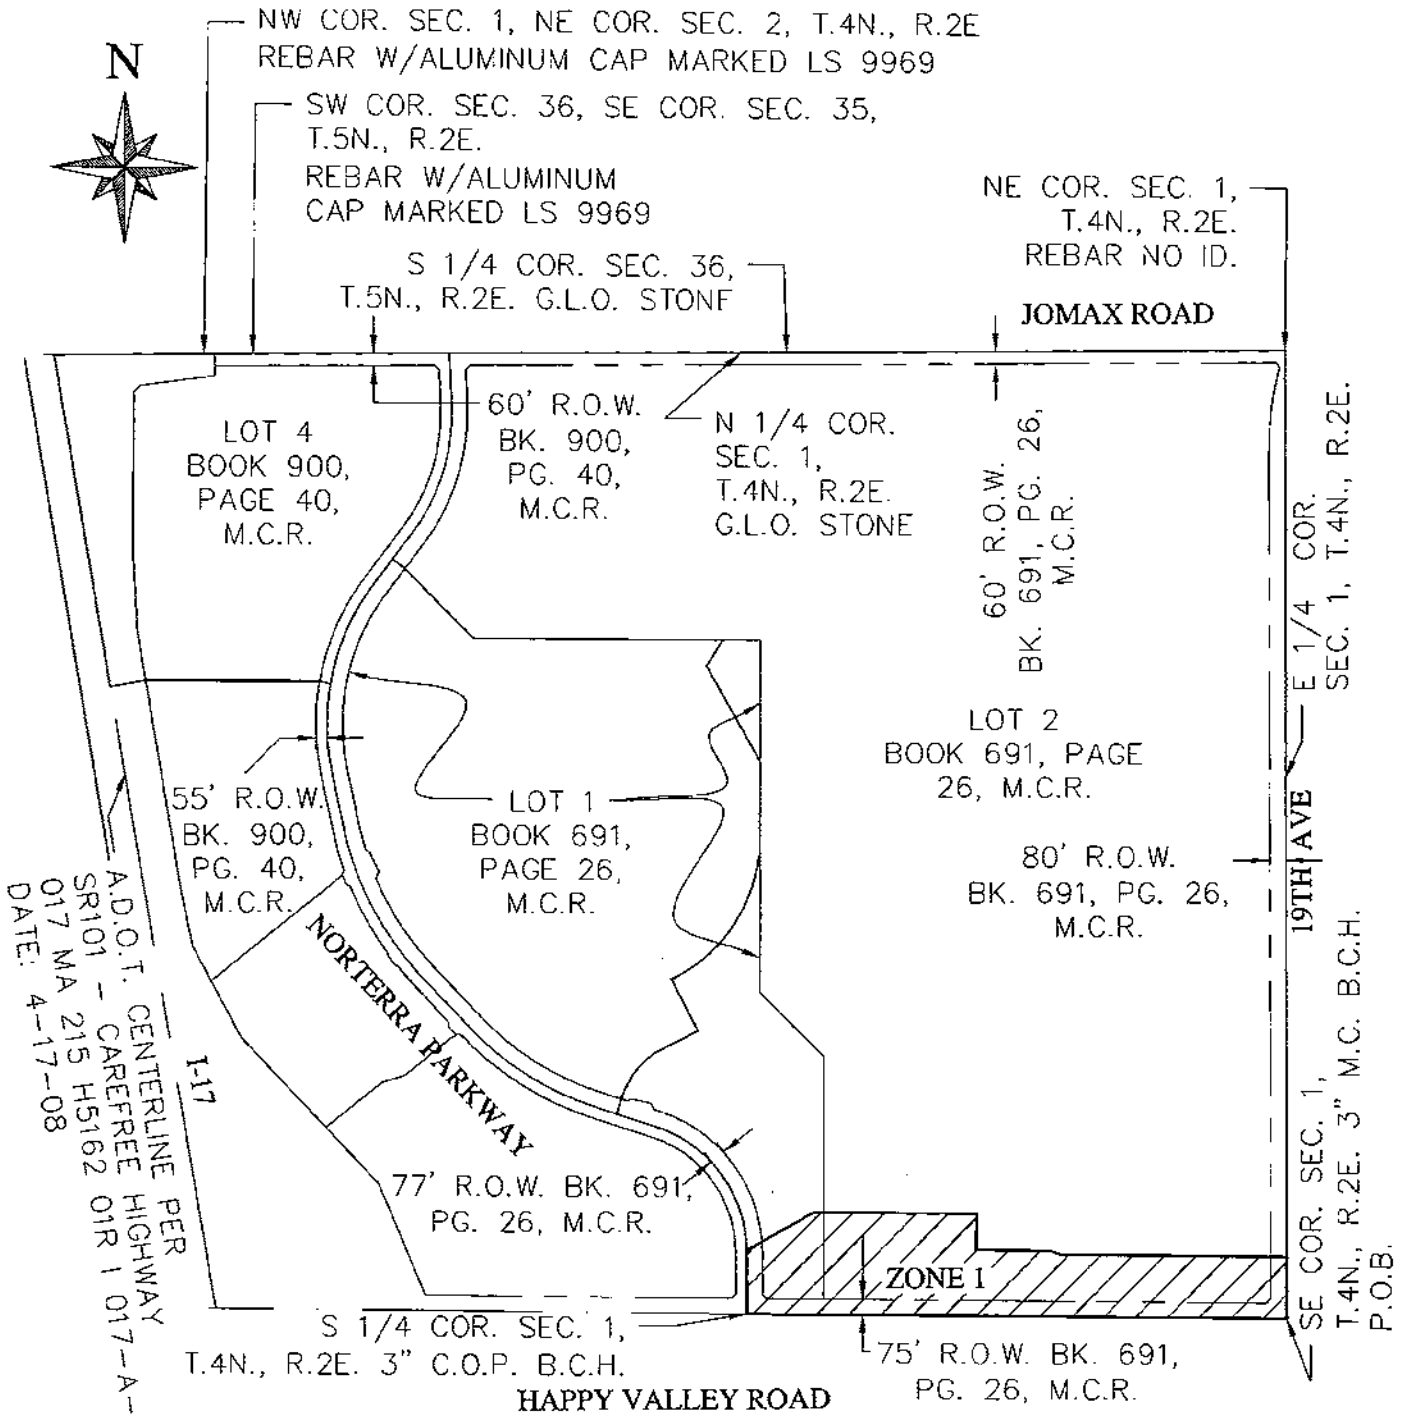 NW COR. SEC. 1, NE COR. SEC. 2, T.4N., R.2E
REBAR W/ALUMINUM CAP MARKED LS 9969
N
SW COR. SEC. 36, SE COR. SEC. 35,
T.5N., R.2E.
REBAR W/ALUMINUM
CAP MARKED LS 9969
NE COR. SEC. 1,
T.4N., R.2E.
REBAR NO ID.
S 1/4 COR. SEC. 36,
T.5N., R.2E. G.L.O. STONE
JOMAX ROAD
LOT 4
BOOK 900,
PAGE 40,
M.C.R.
60' R.O.W.
BK. 900,
PG. 40,
M.C.R.
N 1/4 COR.
SEC. 1,
T.4N., R.2E.
G.L.O. STONE
60' R.O.W.
BK. 691, PG. 26,
M.C.R.
E 1/4 COR.
SEC. 1, T.4N., R.2E.
LOT 2
BOOK 691, PAGE
26, M.C.R.
55' R.O.W.
BK. 900,
PG. 40,
M.C.R.
LOT 1
BOOK 691,
PAGE 26,
M.C.R.
80' R.O.W.
BK. 691, PG. 26,
M.C.R.
19TH AVE
NORTERRA PARKWAY
A.D.O.T. CENTERLINE PER
SR101 - CAREFREE HIGHWAY
017 MA 215 H5162 01R I 017-A-
DATE: 4-17-08
I-17
77' R.O.W. BK. 691,
PG. 26, M.C.R.
ZONE 1
SE COR. SEC. 1,
T.4N., R.2E. 3" M.C. B.C.H.
P.O.B.
S 1/4 COR. SEC. 1,
T.4N., R.2E. 3" C.O.P. B.C.H.
75' R.O.W. BK. 691,
PG. 26, M.C.R.
HAPPY VALLEY ROAD